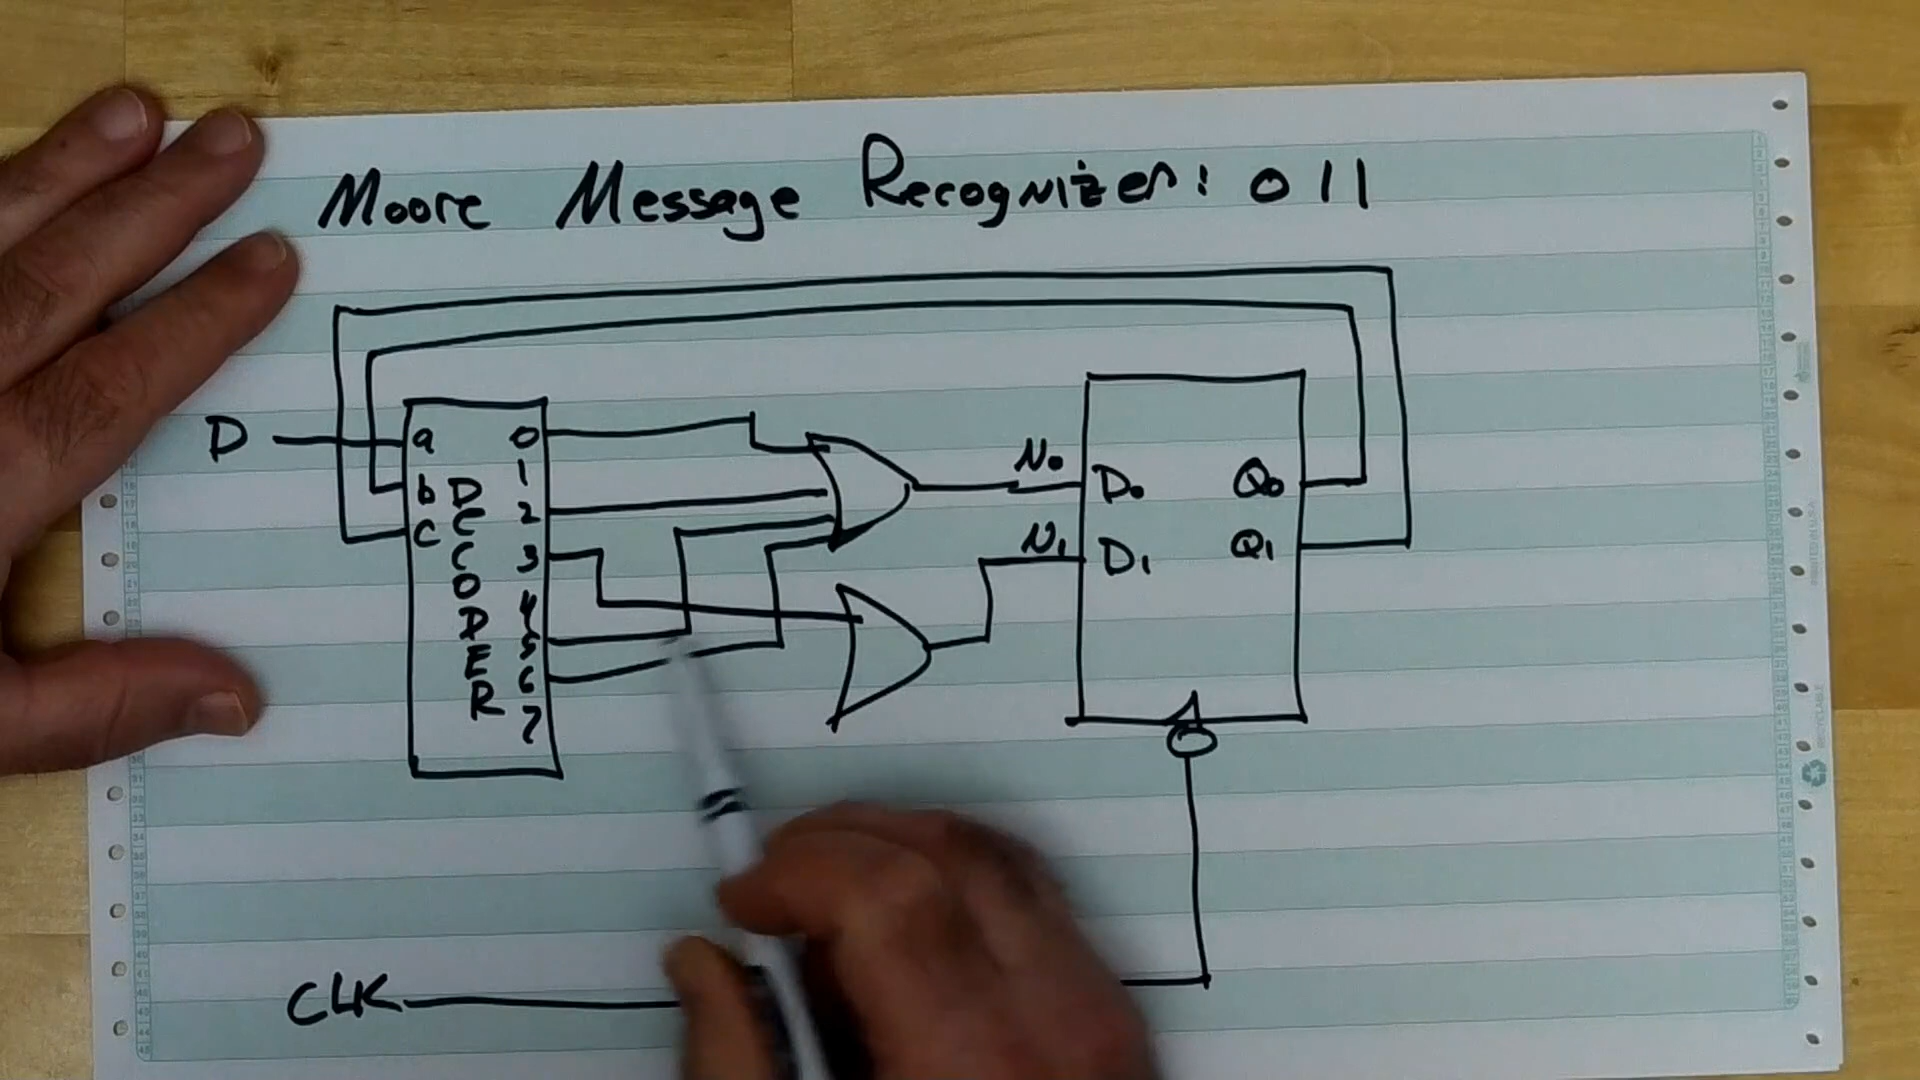 Moore Message Recognizer: 011
D
a
b
c
DECODER
0
1
2
3
4
5
6
7
N0
N1
D0
D1
Q0
Q1
CLK